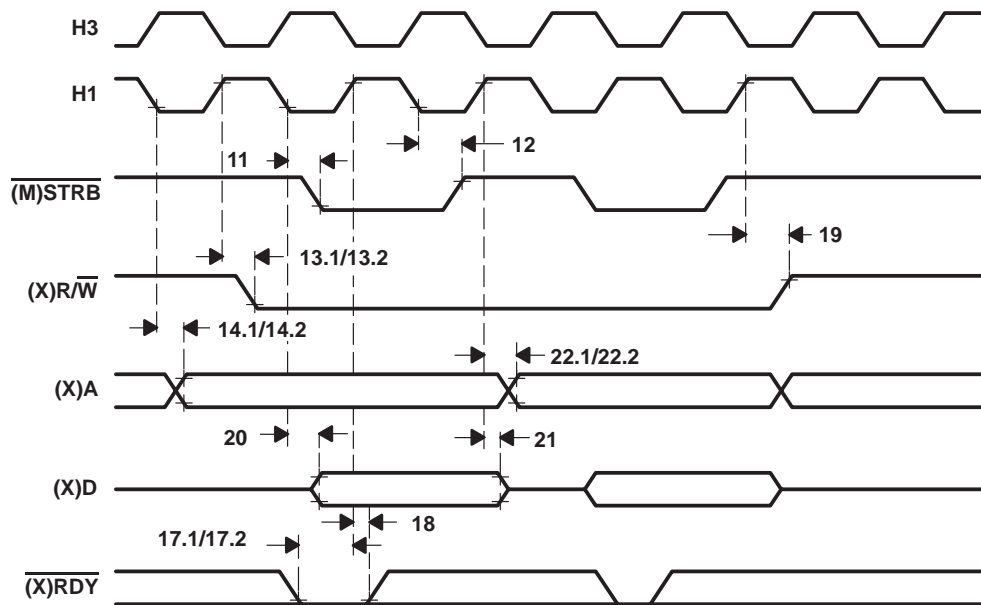 H3
H1
11
12
(M)STRB
19
13.1/13.2
(X)R/W
14.1/14.2
22.1/22.2
(X)A
20
21
(X)D
18
17.1/17.2
(X)RDY